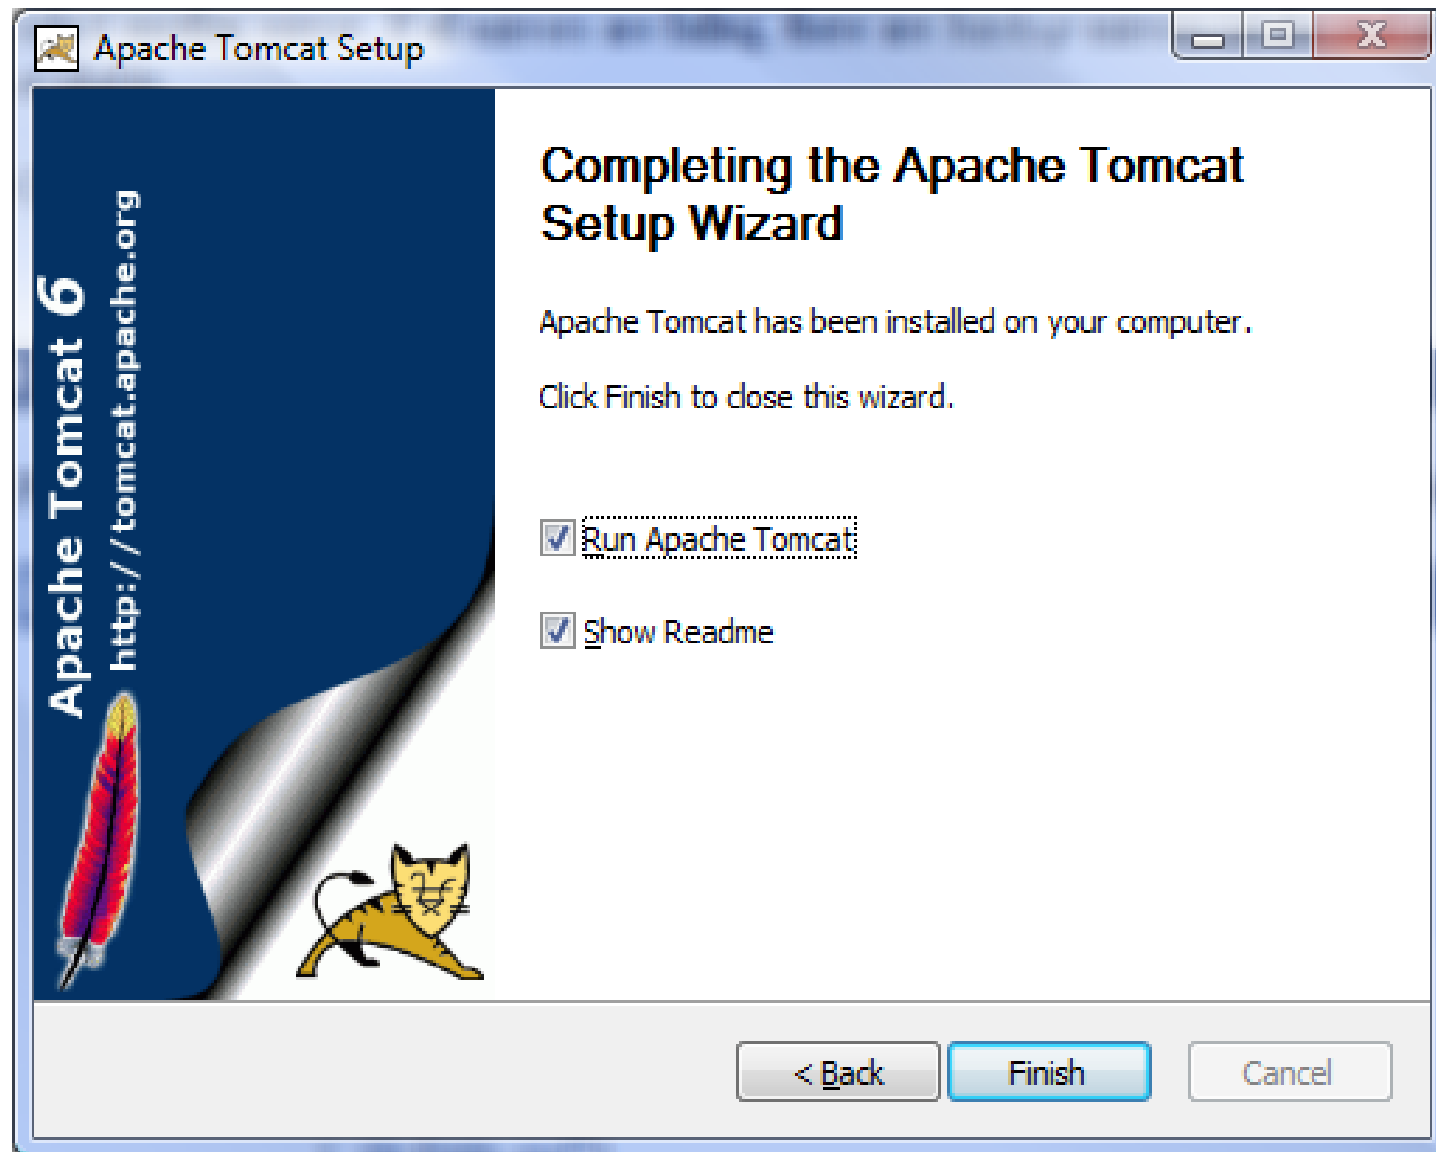 Apache Tomcat Setup
Apache Tomcat 6
http://tomcat.apache.org
Completing the Apache Tomcat
Setup Wizard
Apache Tomcat has been installed on your computer.
Click Finish to close this wizard.
Run Apache Tomcat
Show Readme
< Back
Finish
Cancel